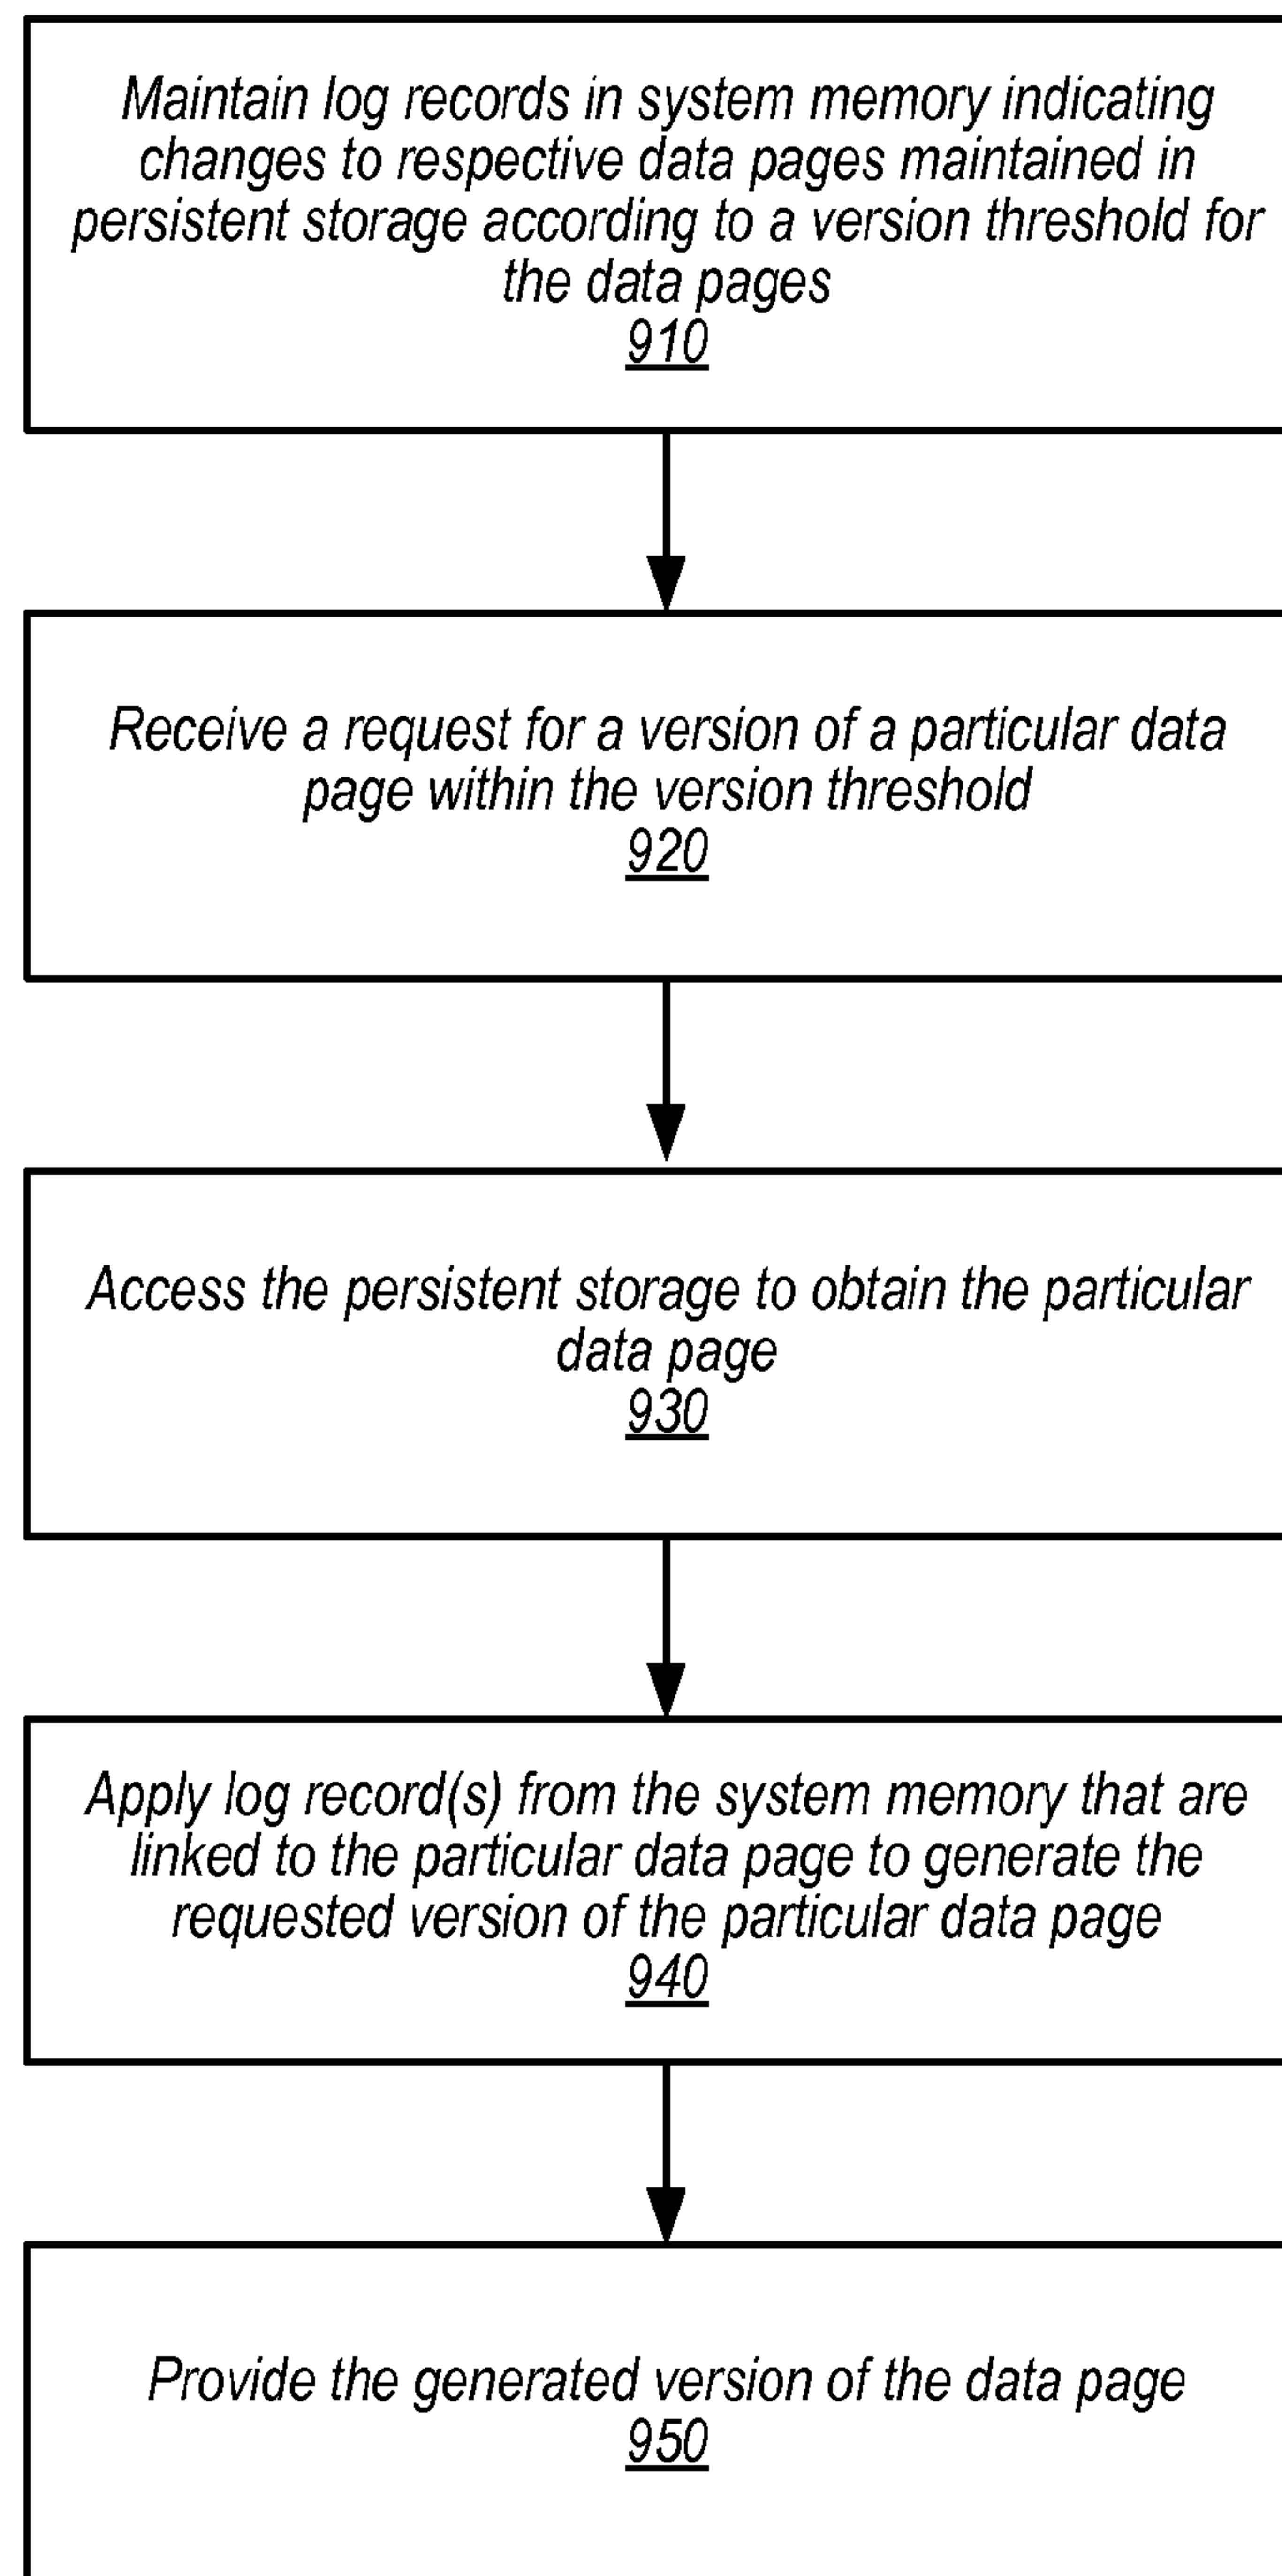 Maintain log records in system memory indicating
changes to respective data pages maintained in
persistent storage according to a version threshold for
the data pages
910
Receive a request for a version of a particular data
page within the version threshold
920
Access the persistent storage to obtain the particular
data page
930
Apply log record(s) from the system memory that are
linked to the particular data page to generate the
requested version of the particular data page
940
Provide the generated version of the data page
950